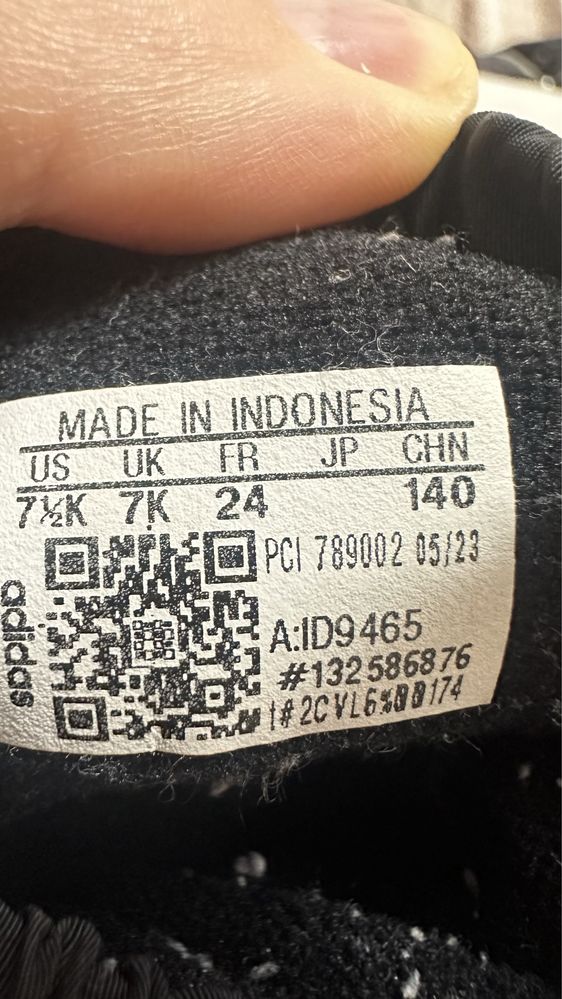 MADE IN INDONESIA
US UK FR JP CHN
7½K 7K 24 140
PCI 789002 05/23
A:ID9465
#132586876
adidas